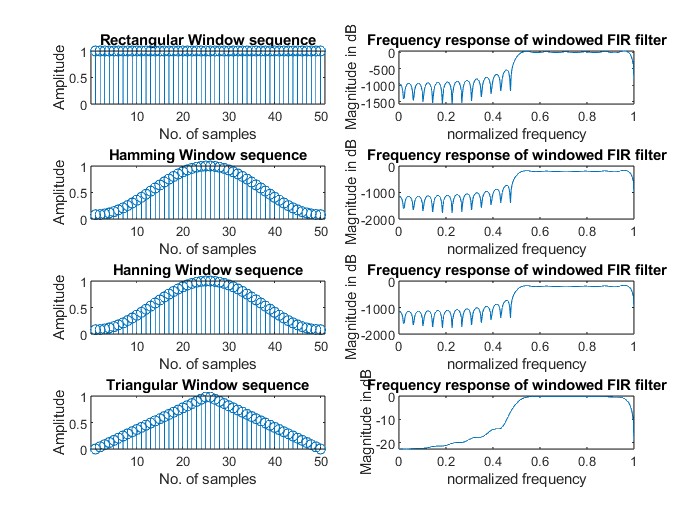 Rectangular Window sequence
Amplitude
1
0.5
0
10 20 30 40 50
No. of samples
Frequency response of windowed FIR filter
Magnitude in dB
0
-500
-1000
-1500
0 0.2 0.4 0.6 0.8 1
normalized frequency
Hamming Window sequence
Amplitude
1
0.5
0
10 20 30 40 50
No. of samples
Frequency response of windowed FIR filter
Magnitude in dB
0
-1000
-2000
0 0.2 0.4 0.6 0.8 1
normalized frequency
Hanning Window sequence
Amplitude
1
0.5
0
10 20 30 40 50
No. of samples
Frequency response of windowed FIR filter
Magnitude in dB
0
-1000
-2000
0 0.2 0.4 0.6 0.8 1
normalized frequency
Triangular Window sequence
Amplitude
1
0.5
0
10 20 30 40 50
No. of samples
Frequency response of windowed FIR filter
Magnitude in dB
0
-10
-20
0 0.2 0.4 0.6 0.8 1
normalized frequency